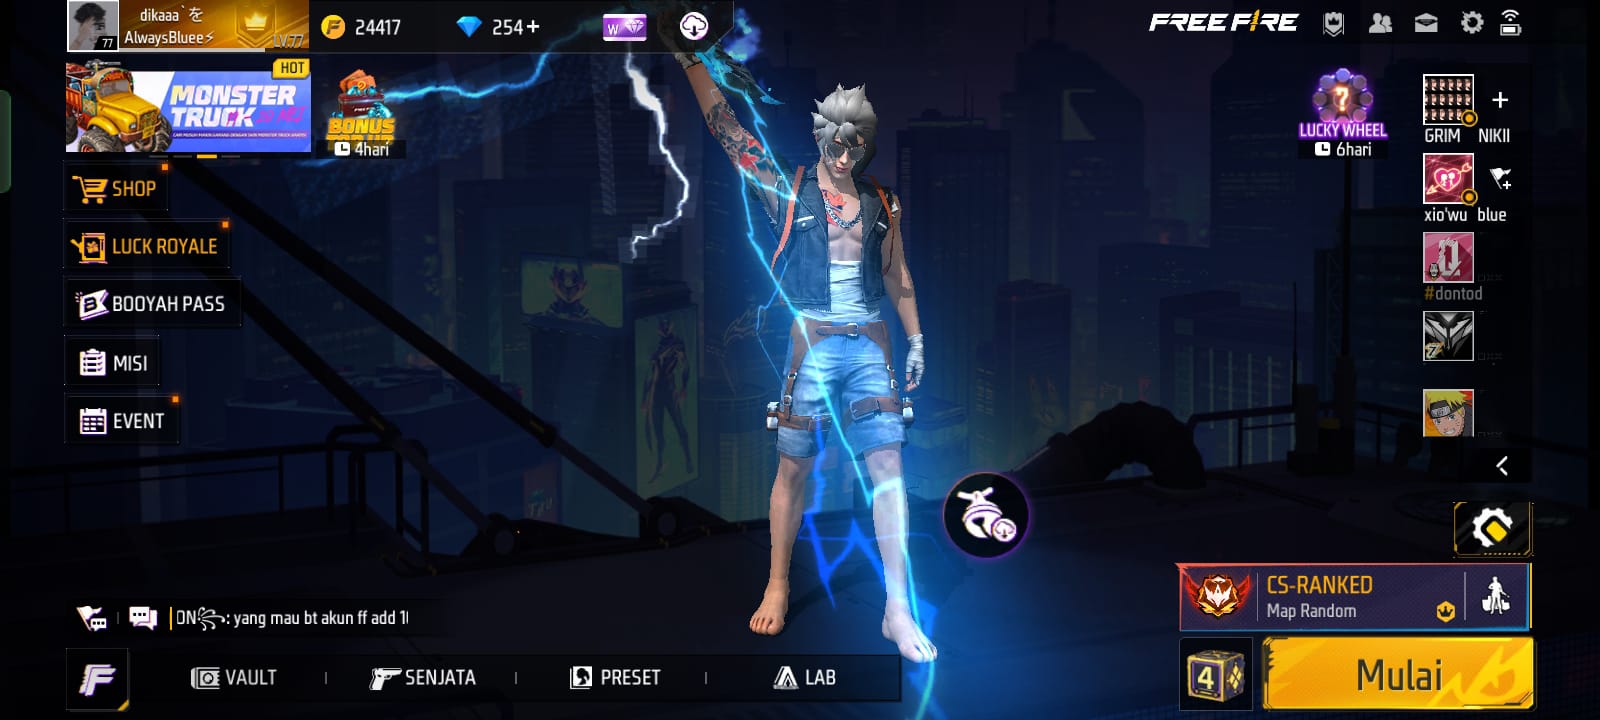 dikaaa`を
AlwaysBluee⚡
77
LV.77
24417
254+
W
FREE FIRE
HOT
MONSTER
TRUCK
BONUS
4hari
LUCKY WHEEL
6hari
GRIM NIKII
xio'wu blue
#dontod
SHOP
LUCK ROYALE
BOOYAH PASS
MISI
EVENT
CS-RANKED
Map Random
: yang mau bt akun ff add
VAULT
SENJATA
PRESET
LAB
4
Mulai